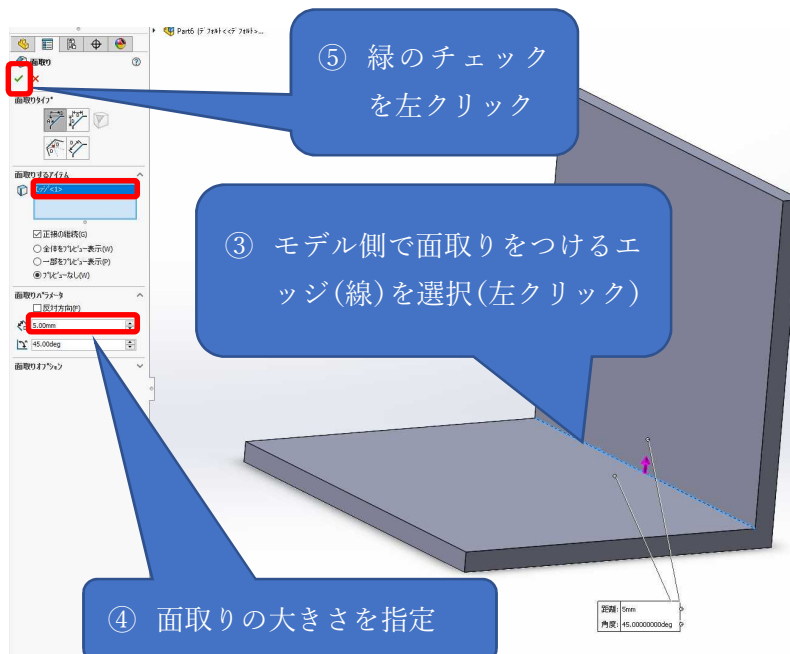 Part6 (ﾃﾞﾌｫﾙﾄ<<ﾃﾞﾌｫﾙﾄ>...
面取り
面取りﾀｲﾌﾟ
面取りするｱｲﾃﾑ
ｴｯｼﾞ<1>
正接の継続(G)
全体をﾌﾟﾚﾋﾞｭｰ表示(W)
一部をﾌﾟﾚﾋﾞｭｰ表示(P)
ﾌﾟﾚﾋﾞｭｰなし(W)
面取りﾊﾟﾗﾒｰﾀ
反対方向(P)
5.00mm
45.00deg
面取りｵﾌﾟｼｮﾝ
⑤ 緑のチェック
を左クリック
③ モデル側で面取りをつけるエ
ッジ(線)を選択(左クリック)
④ 面取りの大きさを指定
距離: 5mm
角度: 45.00000000deg